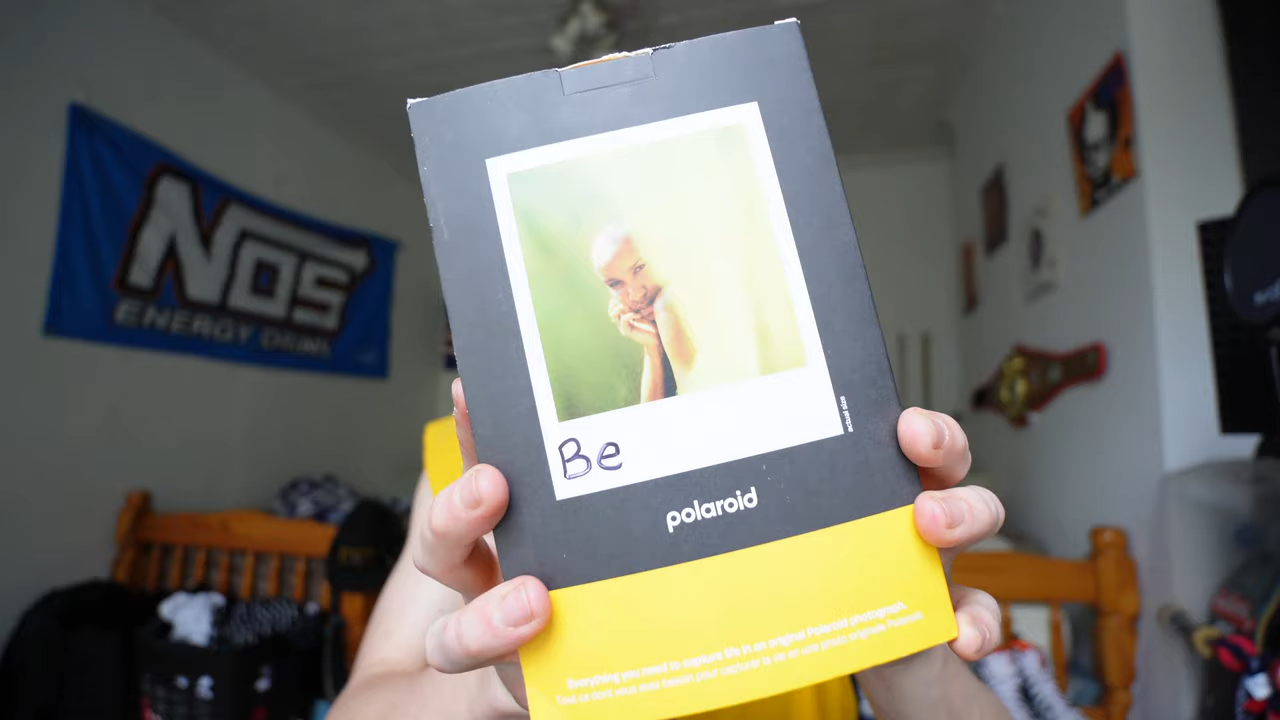 NOS
ENERGY DRINK
actual size
Be
polaroid
Everything you need to capture life in an original Polaroid photograph.
Tout ce dont vous avez besoin pour capturer la vie en une photo originale Polaroid.